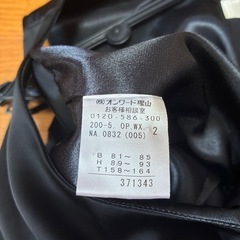 ㈱オンワード樫山
お客様相談室
0120-586-300
200-5. OP.WX. 2
NA. 0832 (005)
B 81～ 85
H 89～ 93
T158～164
371343